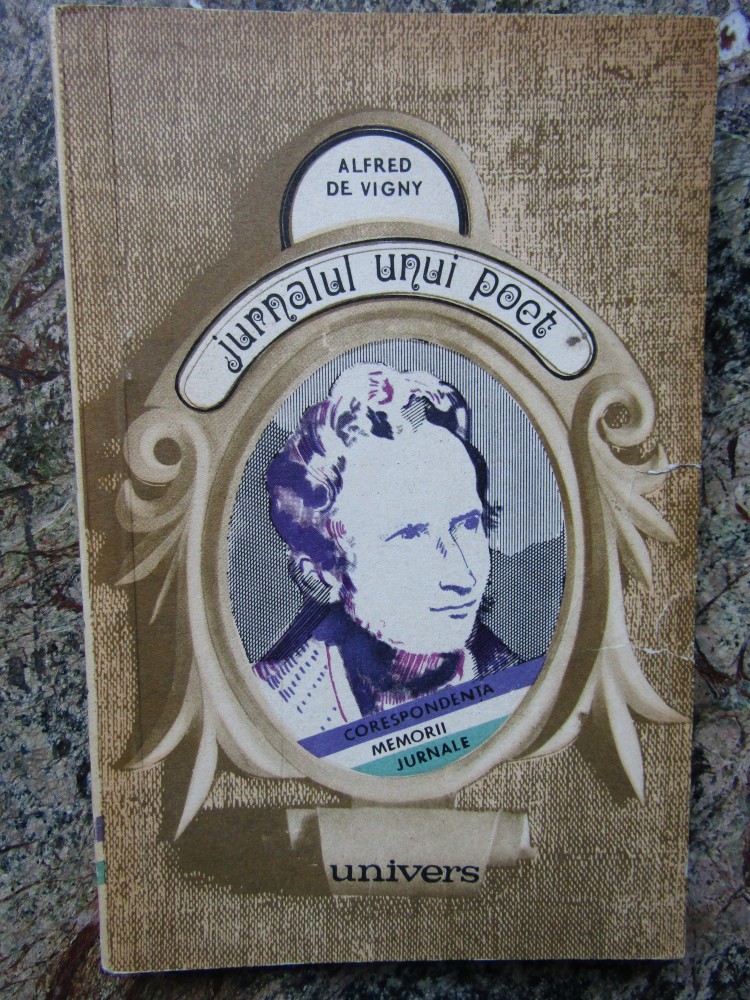 ALFRED
DE VIGNY
jurnalul unui poet
CORESPONDENȚA
MEMORII
JURNALE
univers